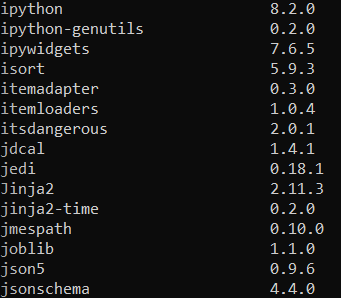 ipython 8.2.0
ipython-genutils 0.2.0
ipywidgets 7.6.5
isort 5.9.3
itemadapter 0.3.0
itemloaders 1.0.4
itsdangerous 2.0.1
jdcal 1.4.1
jedi 0.18.1
Jinja2 2.11.3
jinja2-time 0.2.0
jmespath 0.10.0
joblib 1.1.0
json5 0.9.6
jsonschema 4.4.0